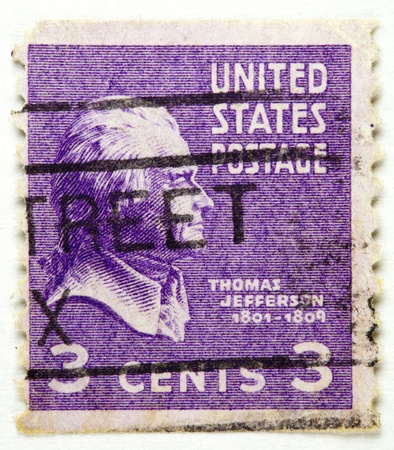 UNITED
STATES
POSTAGE
TREET
THOMAS
JEFFERSON
1801-1809
X
3 CENTS 3